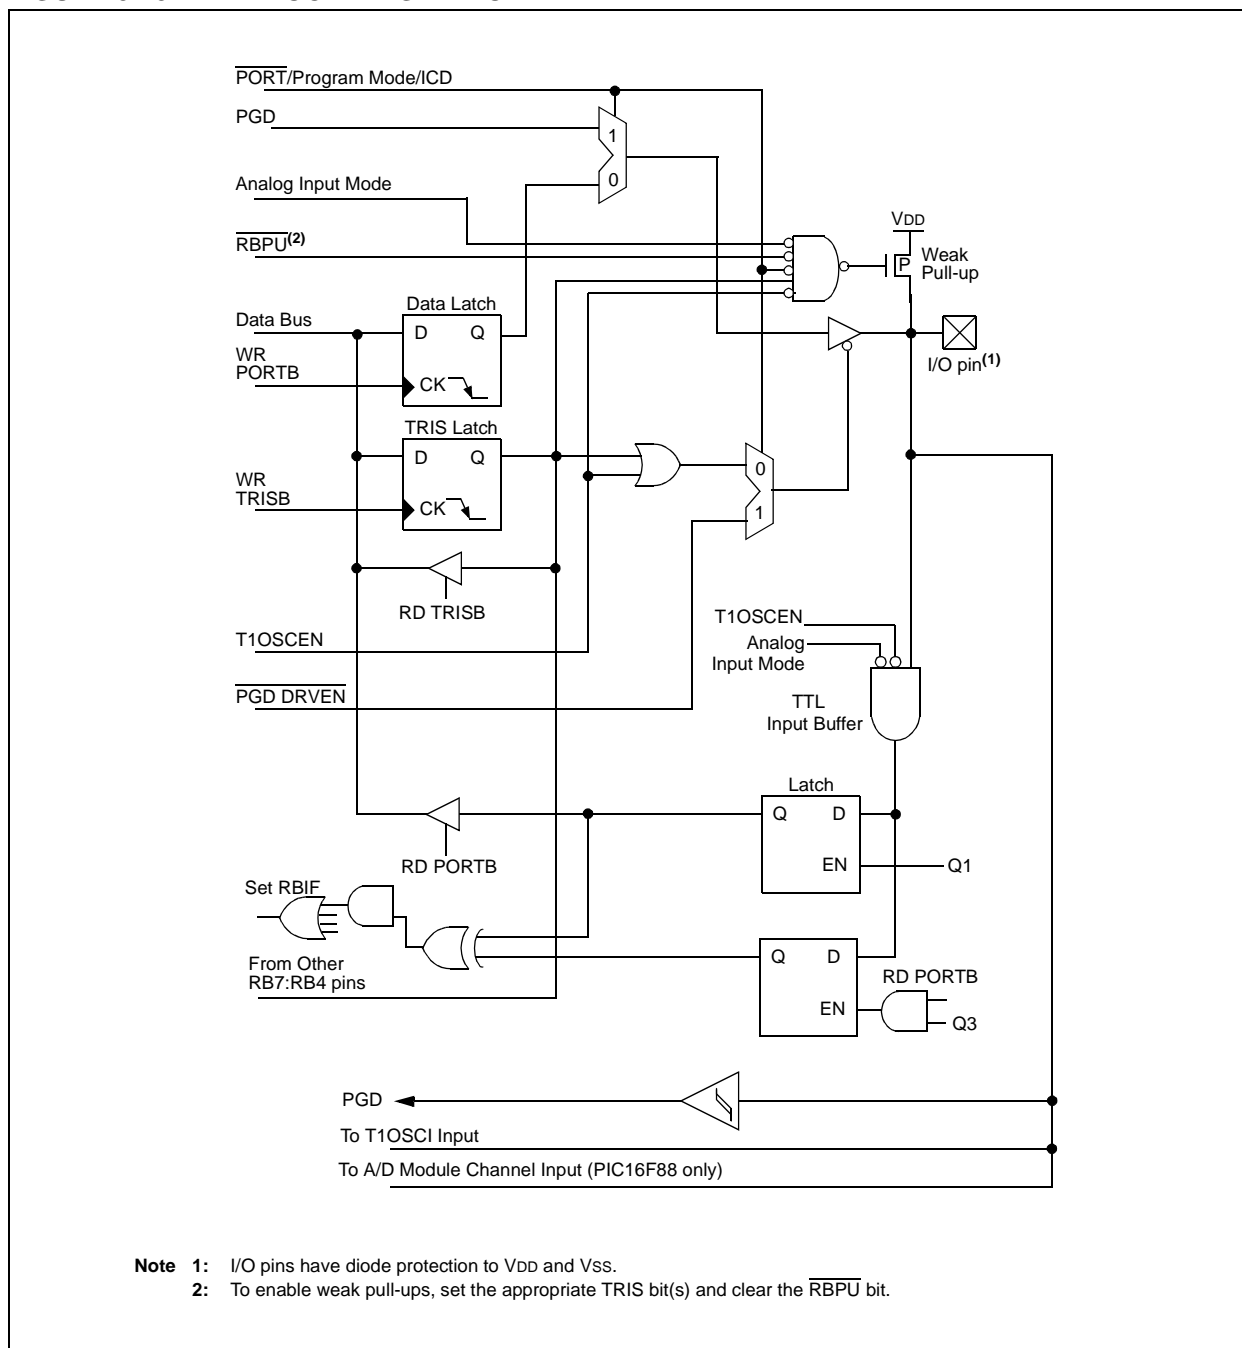 PORT/Program Mode/ICD
PGD
1
0
Analog Input Mode
RBPU(2)
VDD
P
Weak
Pull-up
Data Latch
Data Bus
D Q
WR
PORTB
CK
I/O pin(1)
TRIS Latch
D Q
WR
TRISB
CK
0
1
RD TRISB
T1OSCEN
T1OSCEN
Analog
Input Mode
PGD DRVEN
TTL
Input Buffer
Latch
Q D
EN
Q1
RD PORTB
Set RBIF
From Other
RB7:RB4 pins
Q D
RD PORTB
EN
Q3
PGD
To T1OSCI Input
To A/D Module Channel Input (PIC16F88 only)
Note 1: I/O pins have diode protection to VDD and VSS.
2: To enable weak pull-ups, set the appropriate TRIS bit(s) and clear the RBPU bit.